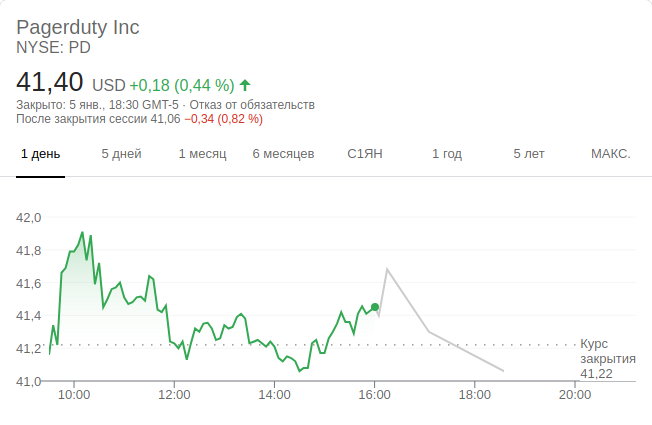 Pagerduty Inc
NYSE: PD
41,40 USD +0,18 (0,44 %)
Закрыто: 5 янв., 18:30 GMT-5 · Отказ от обязательств
После закрытия сессии 41,06 −0,34 (0,82 %)
1 день 5 дней 1 месяц 6 месяцев С1ЯН 1 год 5 лет МАКС.
42,0
41,8
41,6
41,4
41,2
41,0
Курс
закрытия
41,22
10:00 12:00 14:00 16:00 18:00 20:00